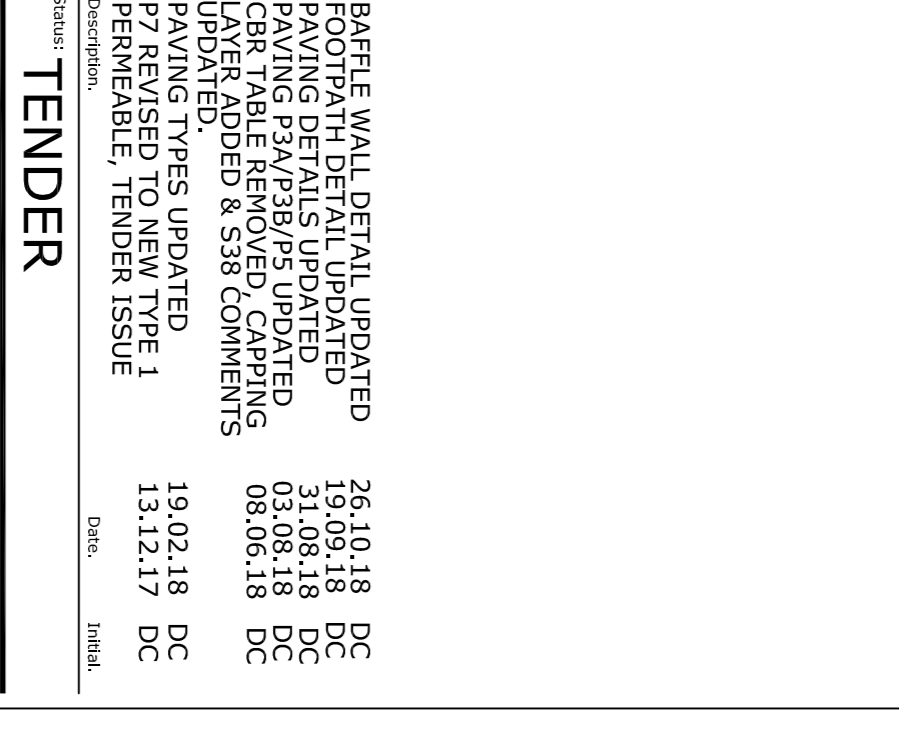 BAFFLE WALL DETAIL UPDATED 26.10.18 DC
FOOTPATH DETAIL UPDATED 19.09.18 DC
PAVING DETAILS UPDATED 31.08.18 DC
PAVING P3A/P3B/P5 UPDATED 03.08.18 DC
CBR TABLE REMOVED, CAPPING 08.06.18 DC
LAYER ADDED & S38 COMMENTS
UPDATED.
PAVING TYPES UPDATED 19.02.18 DC
P7 REVISED TO NEW TYPE 1 13.12.17 DC
PERMEABLE, TENDER ISSUE
Description. Date. Initial.
Status: TENDER